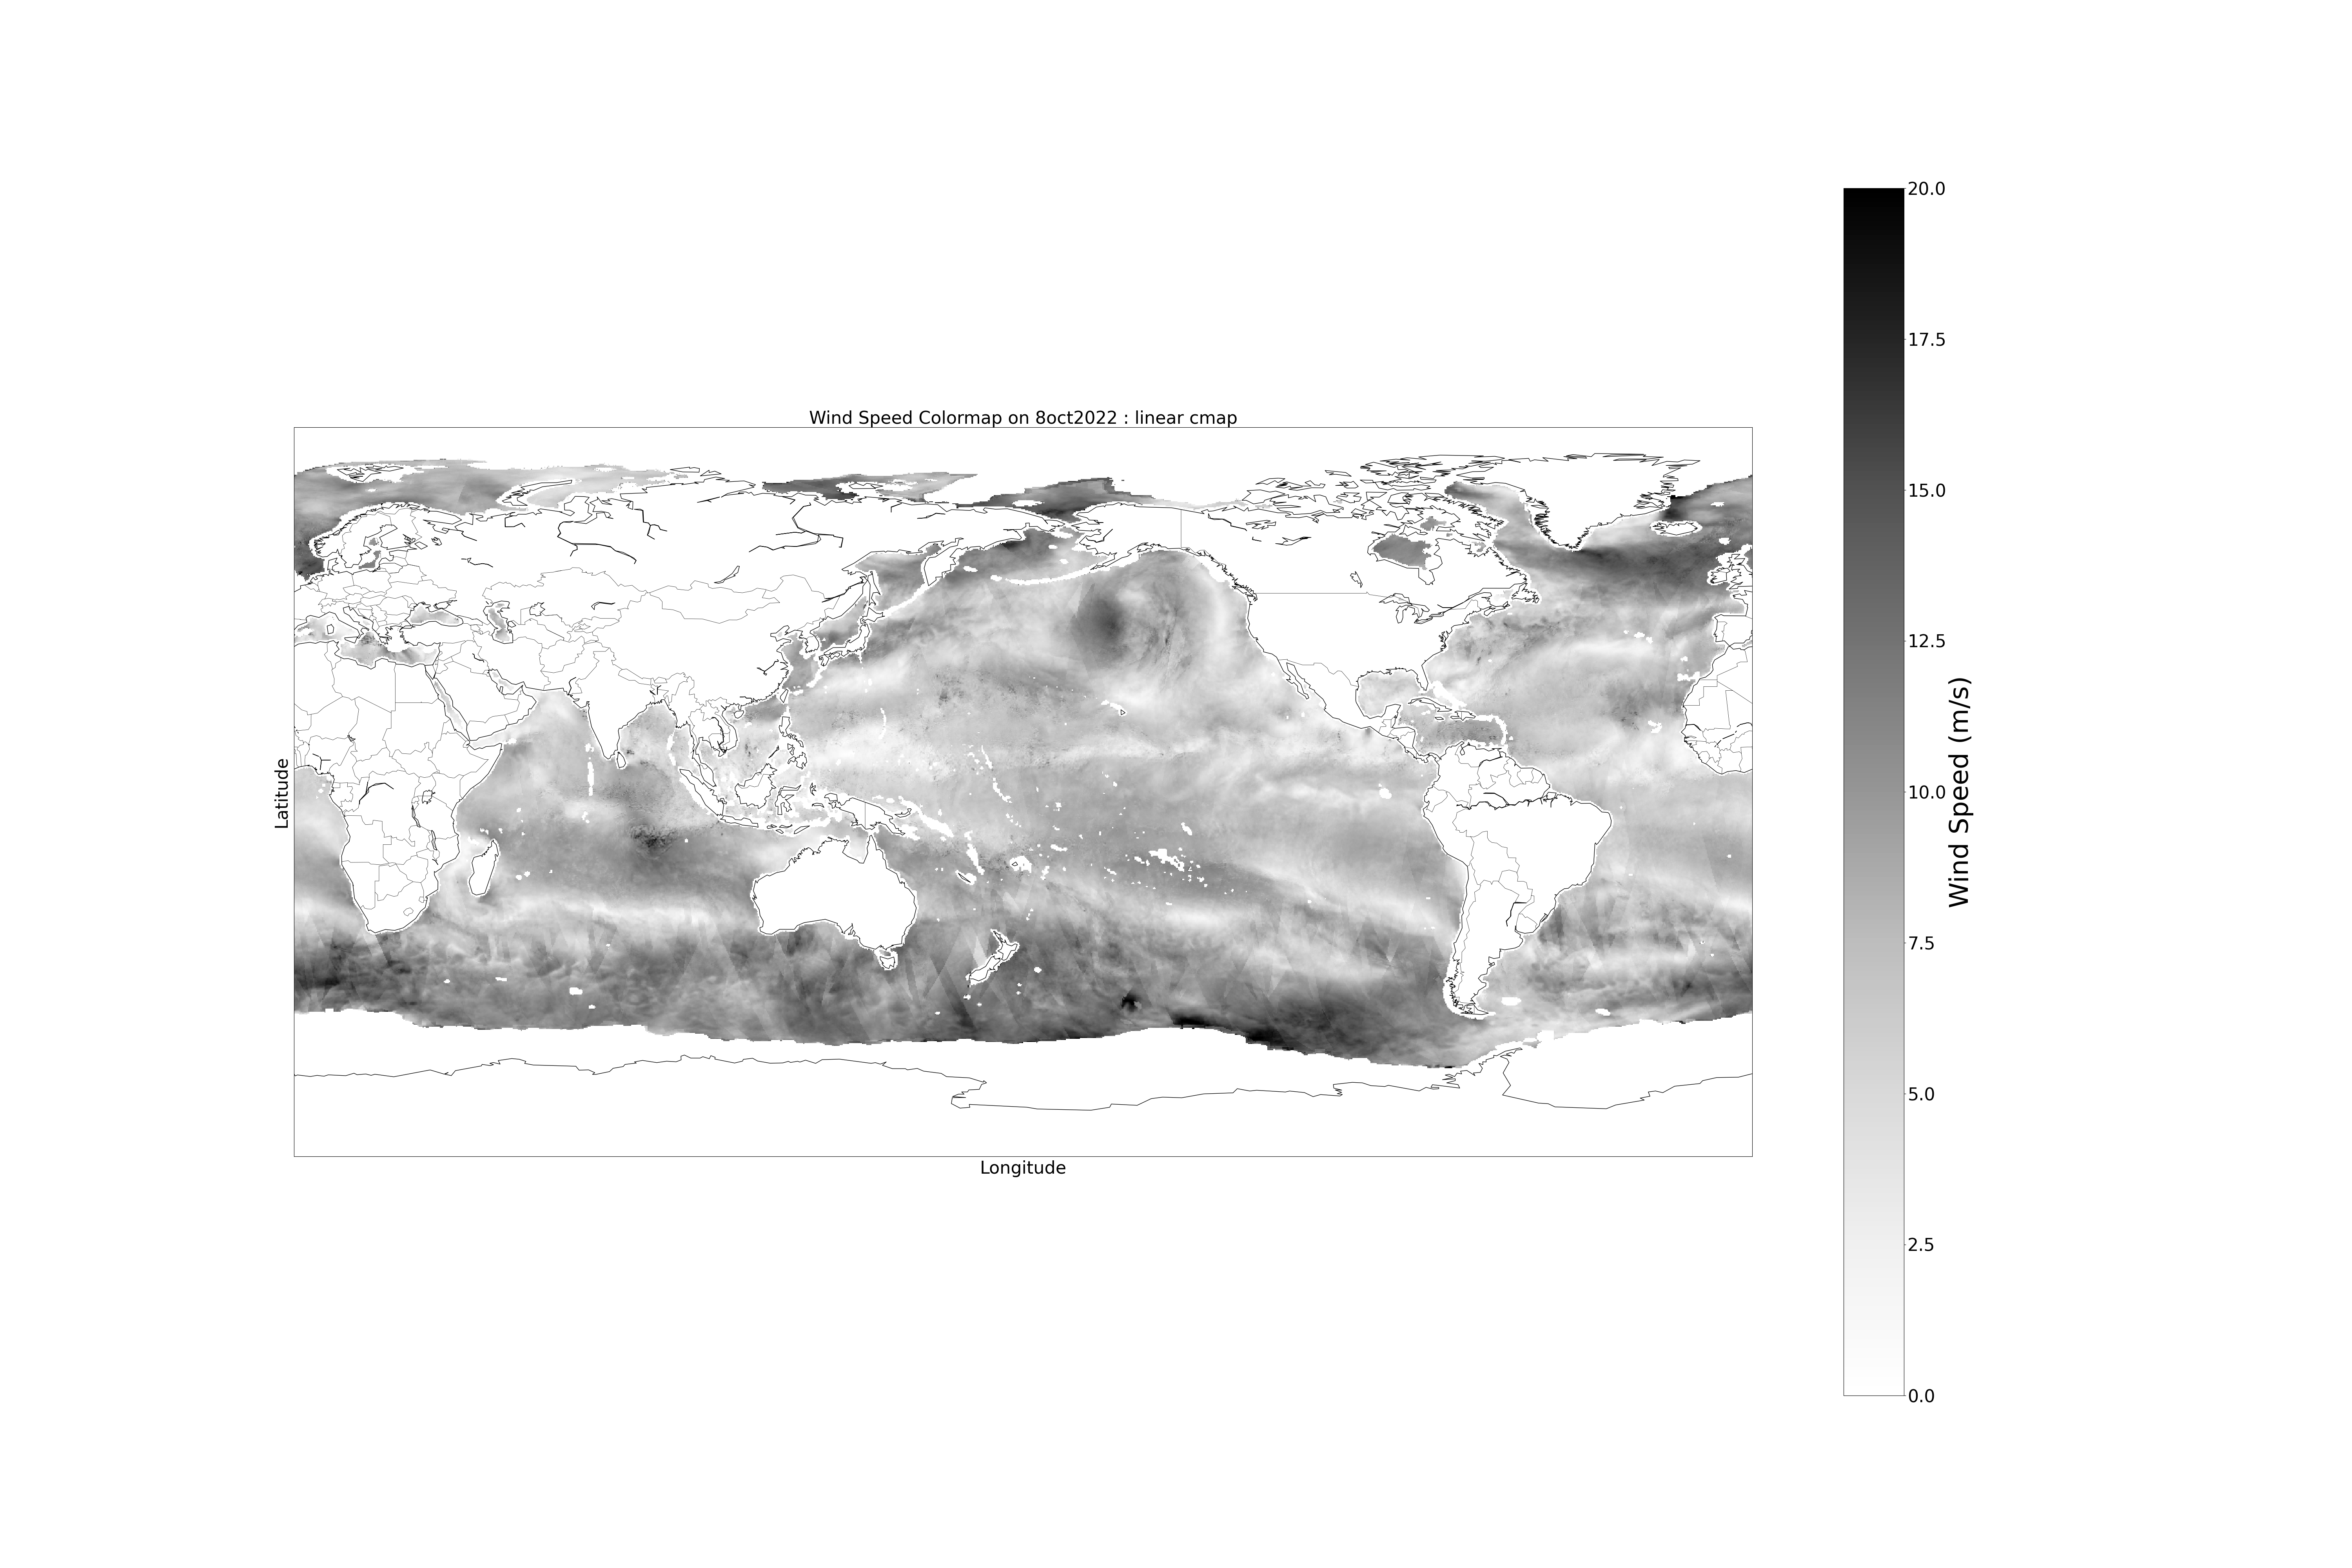 Wind Speed Colormap on 8oct2022 : linear cmap
Latitude
Longitude
20.0
17.5
15.0
12.5
10.0
7.5
5.0
2.5
0.0
Wind Speed (m/s)